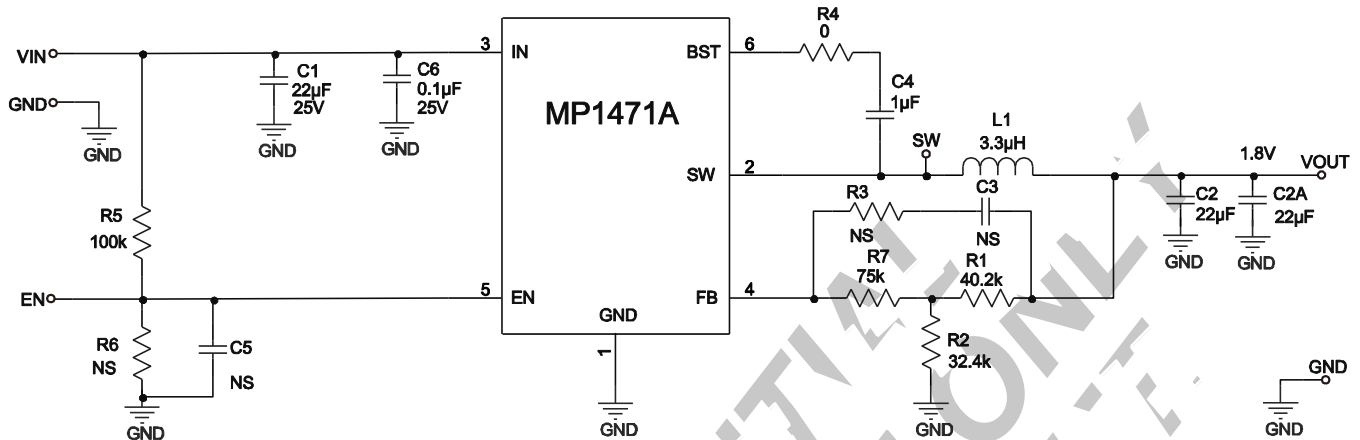 VIN
GND
GND
C1
22µF
25V
GND
C6
0.1µF
25V
GND
3
IN
MP1471A
BST
6
R4
0
C4
1µF
SW
L1
3.3µH
SW
2
1.8V
VOUT
C2
22µF
GND
C2A
22µF
GND
R3
NS
C3
NS
R5
100k
R7
75k
R1
40.2k
EN
5
EN
FB
4
GND
1
GND
R2
32.4k
GND
R6
NS
C5
NS
GND
GND
GND
ONLY